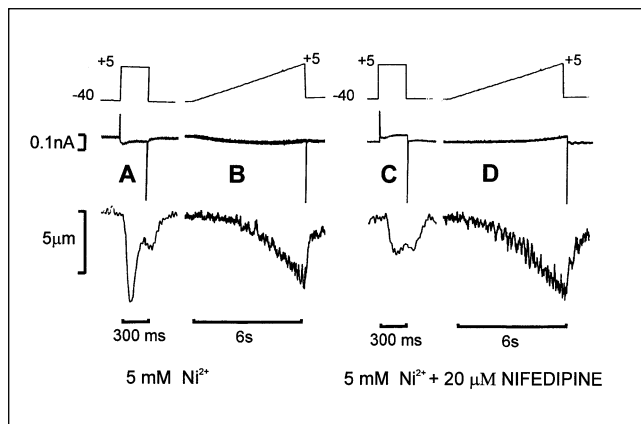 +5 +5 +5 +5
-40 -40
0.1nA
A B C D
5µm
300 ms 6s 300 ms 6s
5 mM Ni²⁺ 5 mM Ni²⁺ + 20 µM NIFEDIPINE